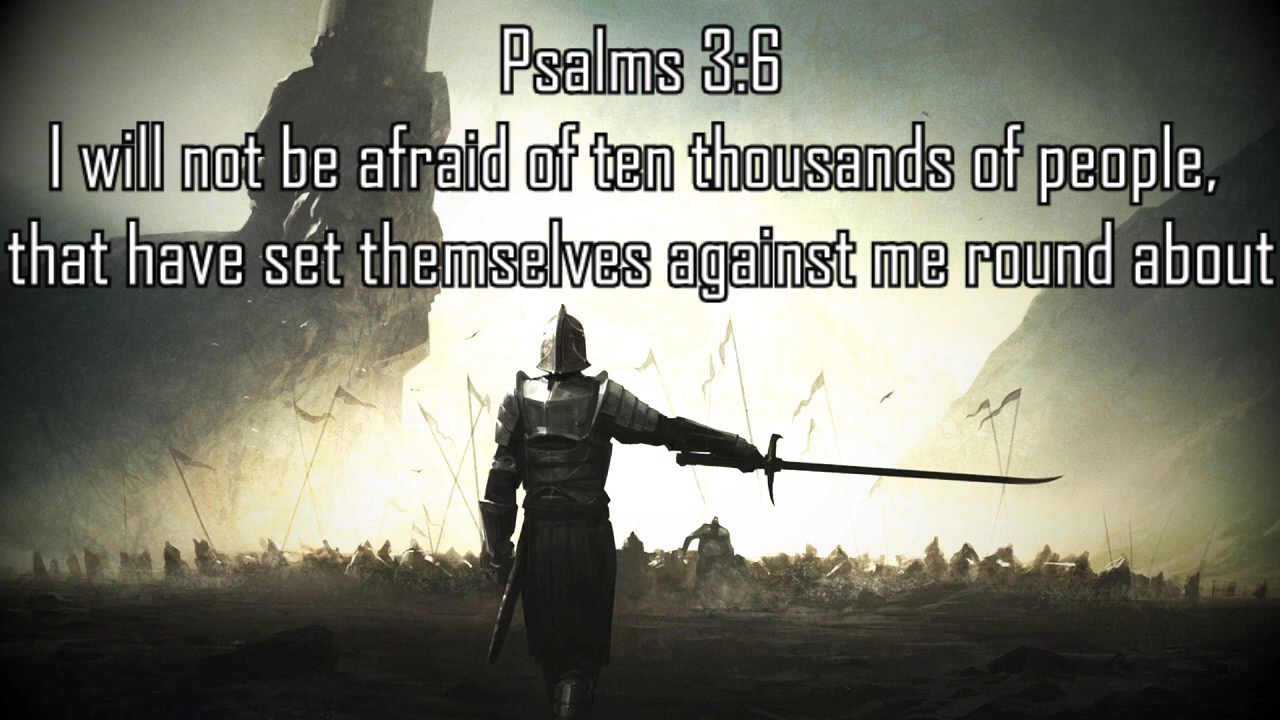 Psalms 3:6
I will not be afraid of ten thousands of people,
that have set themselves against me round about